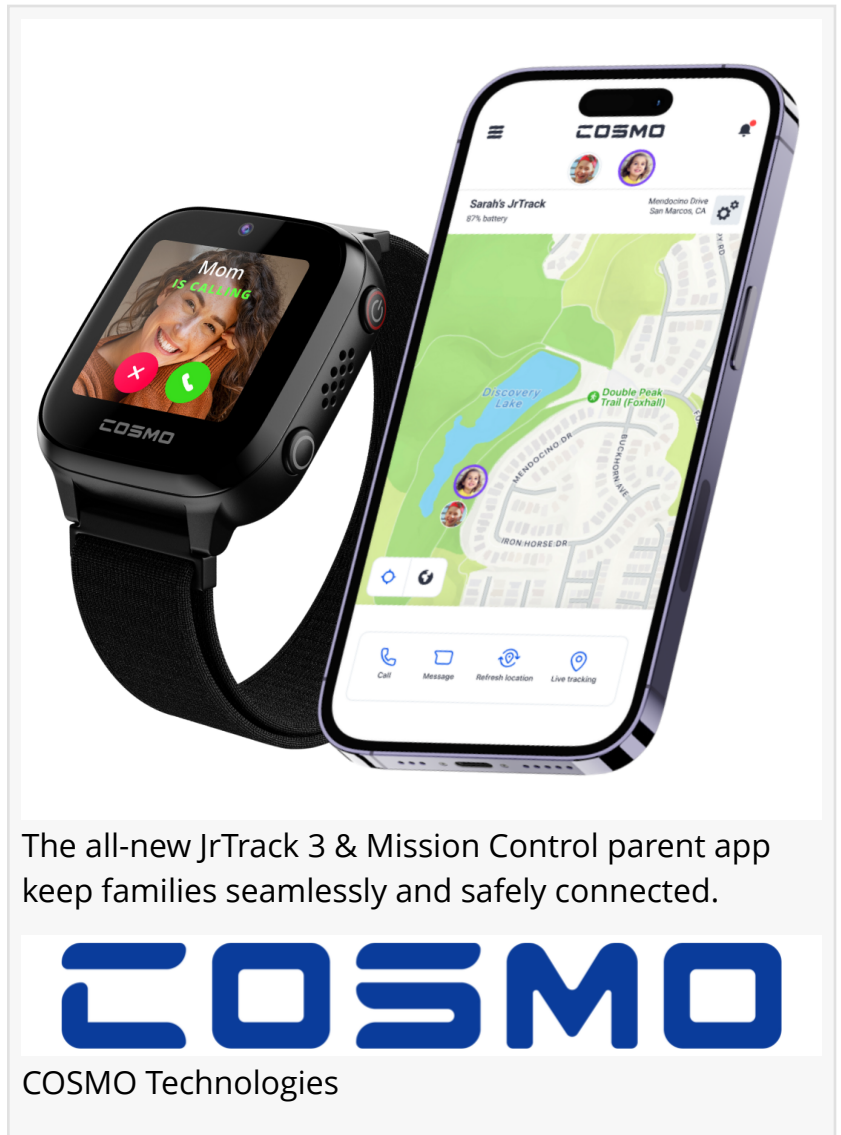 COSMO
Sarah's JrTrack
87% battery
Mendocino Drive
San Marcos, CA
Mom
IS CALLING
COSMO
Discovery
Lake
Double Peak
Trail (Foxhall)
MENDOCINO DR
BUCKHORN AVE
IRON HORSE DR
Call
Message
Refresh location
Live tracking
The all-new JrTrack 3 & Mission Control parent app
keep families seamlessly and safely connected.
COSMO
COSMO Technologies